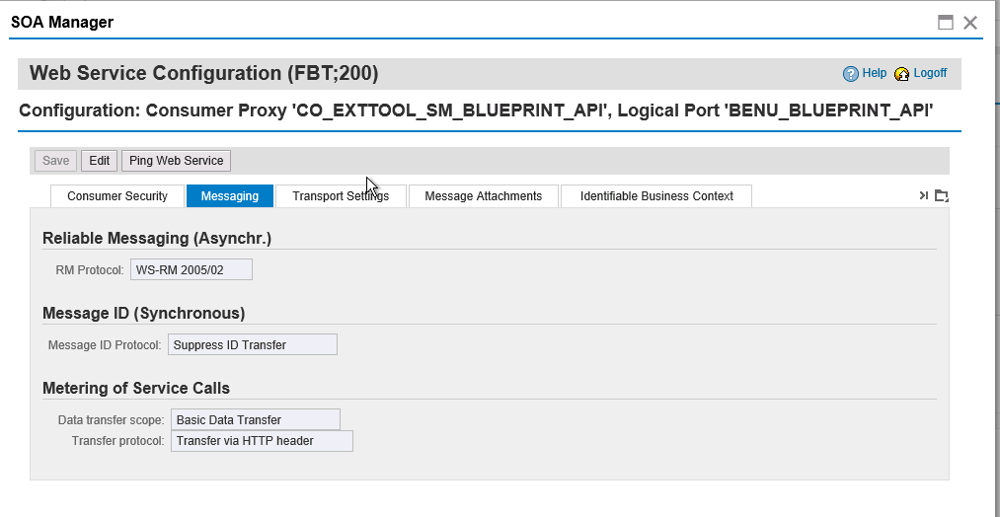 SOA Manager
Web Service Configuration (FBT;200)
Help Logoff
Configuration: Consumer Proxy 'CO_EXTTOOL_SM_BLUEPRINT_API', Logical Port 'BENU_BLUEPRINT_API'
Save Edit Ping Web Service
Consumer Security Messaging Transport Settings Message Attachments Identifiable Business Context
Reliable Messaging (Asynchr.)
RM Protocol: WS-RM 2005/02
Message ID (Synchronous)
Message ID Protocol: Suppress ID Transfer
Metering of Service Calls
Data transfer scope: Basic Data Transfer
Transfer protocol: Transfer via HTTP header